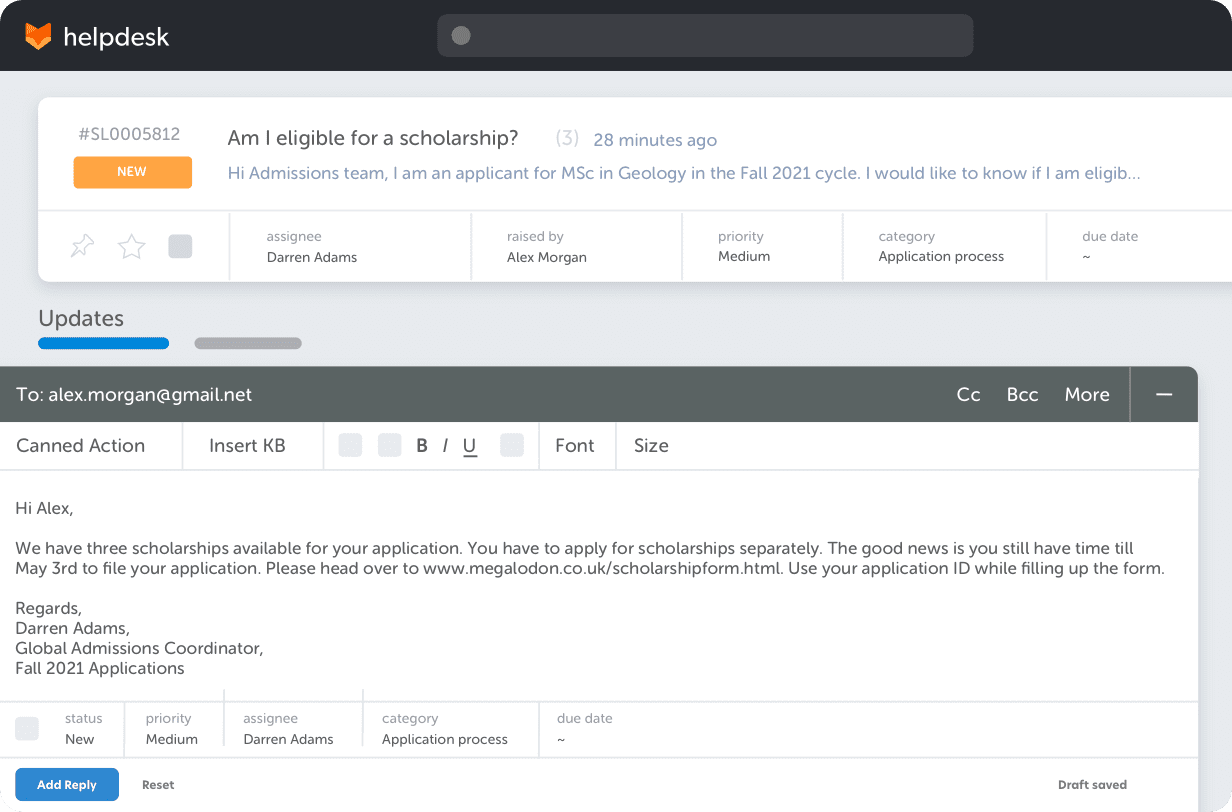 helpdesk
#SL0005812
NEW
Am I eligible for a scholarship? (3) 28 minutes ago
Hi Admissions team, I am an applicant for MSc in Geology in the Fall 2021 cycle. I would like to know if I am eligib...
assignee
Darren Adams
raised by
Alex Morgan
priority
Medium
category
Application process
due date
~
Updates
To: alex.morgan@gmail.net Cc Bcc More
Canned Action Insert KB B I U Font Size
Hi Alex,
We have three scholarships available for your application. You have to apply for scholarships separately. The good news is you still have time till
May 3rd to file your application. Please head over to www.megalodon.co.uk/scholarshipform.html. Use your application ID while filling up the form.
Regards,
Darren Adams,
Global Admissions Coordinator,
Fall 2021 Applications
status
New
priority
Medium
assignee
Darren Adams
category
Application process
due date
~
Add Reply Reset Draft saved